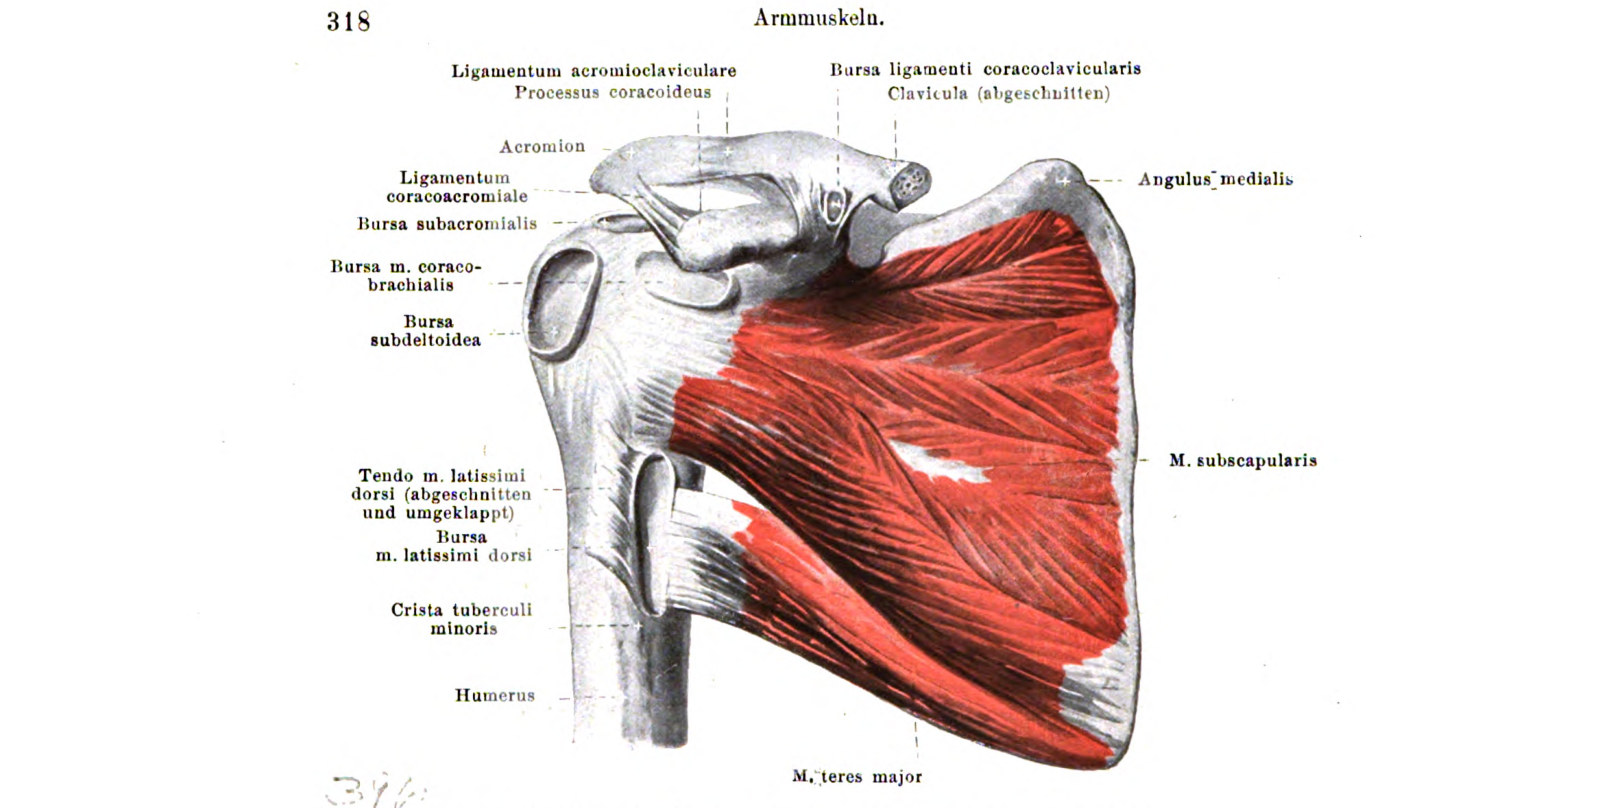 318
Armmuskeln.
Ligamentum acromioclaviculare
Processus coracoideus
Bursa ligamenti coracoclavicularis
Clavicula (abgeschnitten)
Acromion
Ligamentum
coracoacromiale
Bursa subacromialis
Bursa m. coraco-
brachialis
Bursa
subdeltoidea
Angulus medialis
M. subscapularis
Tendo m. latissimi
dorsi (abgeschnitten
und umgeklappt)
Bursa
m. latissimi dorsi
Crista tuberculi
minoris
Humerus
M. teres major